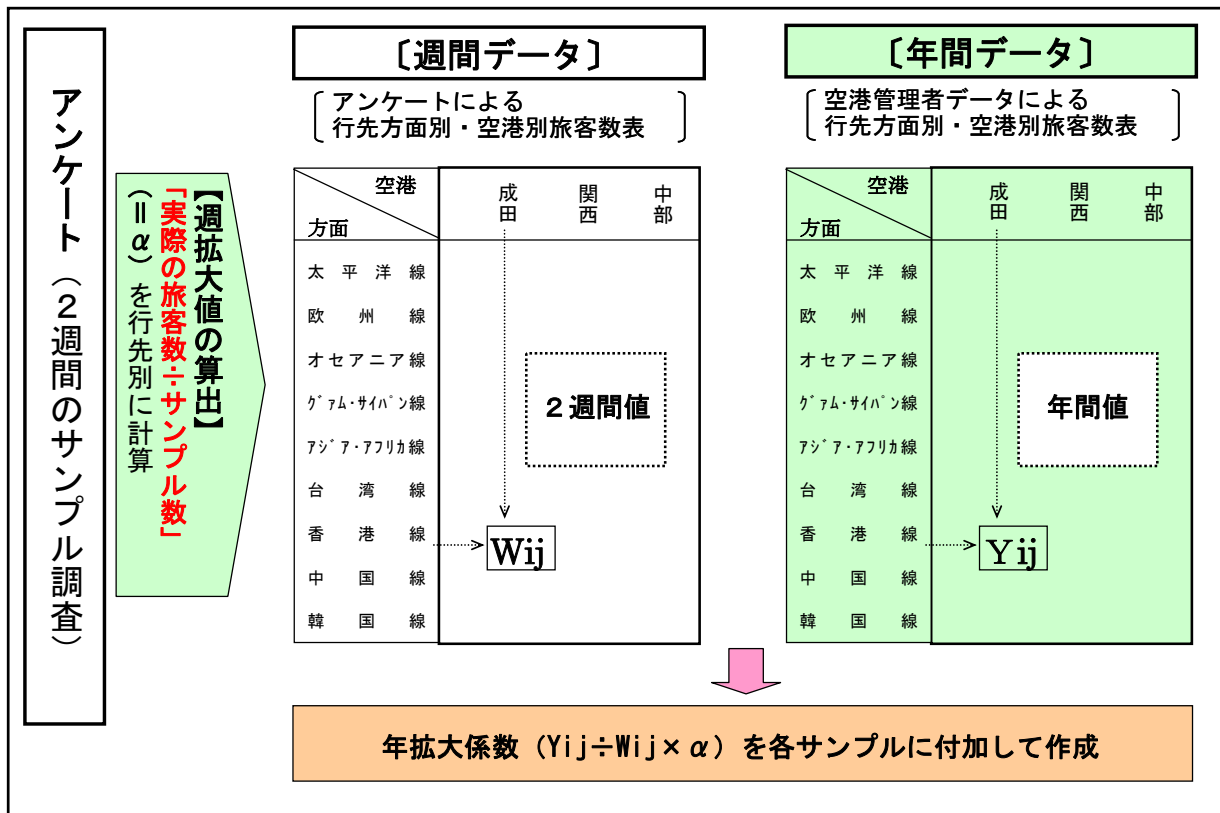 アンケート（２週間のサンプル調査）
【週拡大値の算出】
「実際の旅客数÷サンプル数」
（＝α）を行先別に計算
〔週間データ〕
アンケートによる
行先方面別・空港別旅客数表
空港
方面
成田
関西
中部
太平洋線
欧州線
オセアニア線
ｸﾞｧﾑ･ｻｲﾊﾟﾝ線
ｱｼﾞｱ･ｱﾌﾘｶ線
台湾線
香港線
中国線
韓国線
２週間値
Wij
〔年間データ〕
空港管理者データによる
行先方面別・空港別旅客数表
空港
方面
成田
関西
中部
太平洋線
欧州線
オセアニア線
ｸﾞｧﾑ･ｻｲﾊﾟﾝ線
ｱｼﾞｱ･ｱﾌﾘｶ線
台湾線
香港線
中国線
韓国線
年間値
Ｙij
年拡大係数（Yij÷Wij×α）を各サンプルに付加して作成